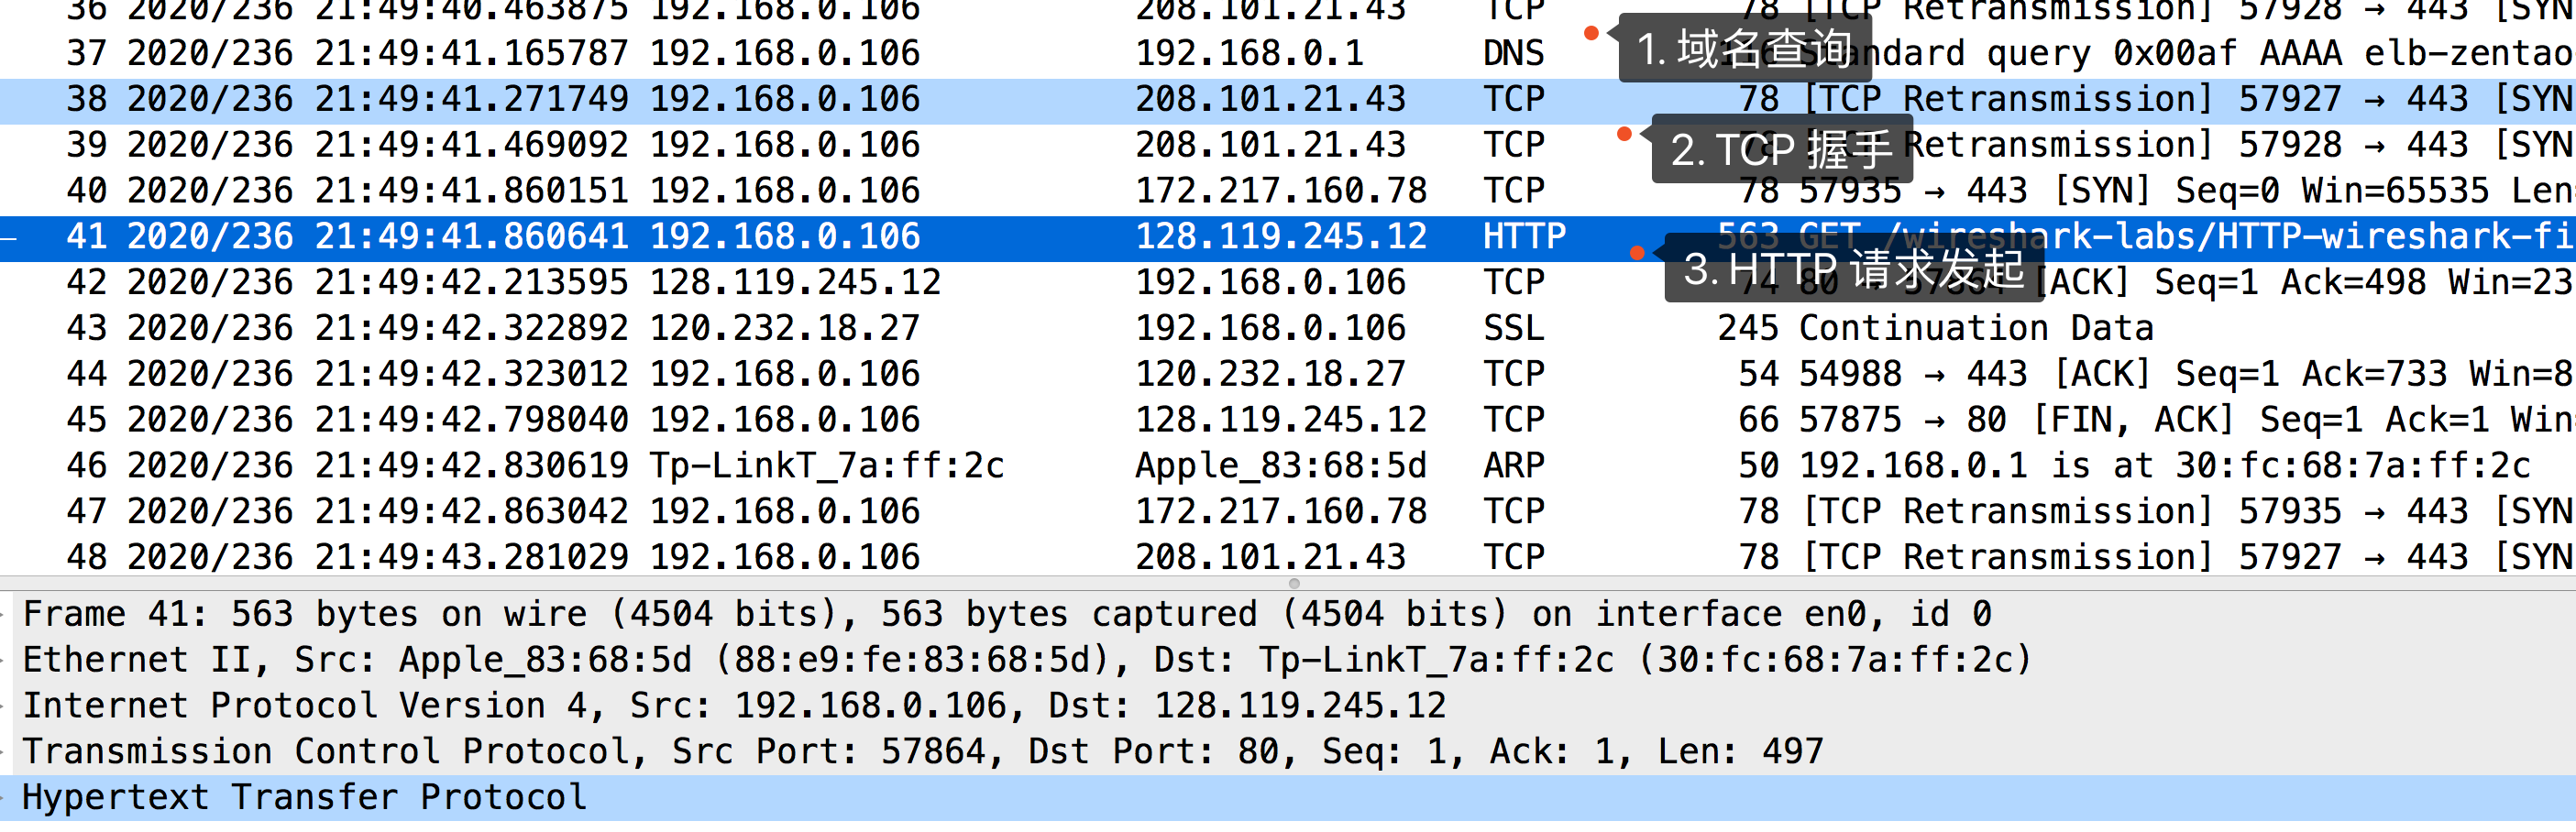 36 2020/236 21:49:40.463875 192.168.0.106 208.101.21.43 TCP 78 [TCP Retransmission] 57928 → 443 [SYN
1. 域名查询
37 2020/236 21:49:41.165787 192.168.0.106 192.168.0.1 DNS 116 Standard query 0x00af AAAA elb-zentao
38 2020/236 21:49:41.271749 192.168.0.106 208.101.21.43 TCP 78 [TCP Retransmission] 57927 → 443 [SYN
2. TCP 握手
39 2020/236 21:49:41.469092 192.168.0.106 208.101.21.43 TCP 78 [TCP Retransmission] 57928 → 443 [SYN
40 2020/236 21:49:41.860151 192.168.0.106 172.217.160.78 TCP 78 57935 → 443 [SYN] Seq=0 Win=65535 Len
41 2020/236 21:49:41.860641 192.168.0.106 128.119.245.12 HTTP 563 GET /wireshark-labs/HTTP-wireshark-fi
3. HTTP 请求发起
42 2020/236 21:49:42.213595 128.119.245.12 192.168.0.106 TCP 74 80 → 57864 [ACK] Seq=1 Ack=498 Win=23
43 2020/236 21:49:42.322892 120.232.18.27 192.168.0.106 SSL 245 Continuation Data
44 2020/236 21:49:42.323012 192.168.0.106 120.232.18.27 TCP 54 54988 → 443 [ACK] Seq=1 Ack=733 Win=8
45 2020/236 21:49:42.798040 192.168.0.106 128.119.245.12 TCP 66 57875 → 80 [FIN, ACK] Seq=1 Ack=1 Win
46 2020/236 21:49:42.830619 Tp-LinkT_7a:ff:2c Apple_83:68:5d ARP 50 192.168.0.1 is at 30:fc:68:7a:ff:2c
47 2020/236 21:49:42.863042 192.168.0.106 172.217.160.78 TCP 78 [TCP Retransmission] 57935 → 443 [SYN
48 2020/236 21:49:43.281029 192.168.0.106 208.101.21.43 TCP 78 [TCP Retransmission] 57927 → 443 [SYN
Frame 41: 563 bytes on wire (4504 bits), 563 bytes captured (4504 bits) on interface en0, id 0
Ethernet II, Src: Apple_83:68:5d (88:e9:fe:83:68:5d), Dst: Tp-LinkT_7a:ff:2c (30:fc:68:7a:ff:2c)
Internet Protocol Version 4, Src: 192.168.0.106, Dst: 128.119.245.12
Transmission Control Protocol, Src Port: 57864, Dst Port: 80, Seq: 1, Ack: 1, Len: 497
Hypertext Transfer Protocol